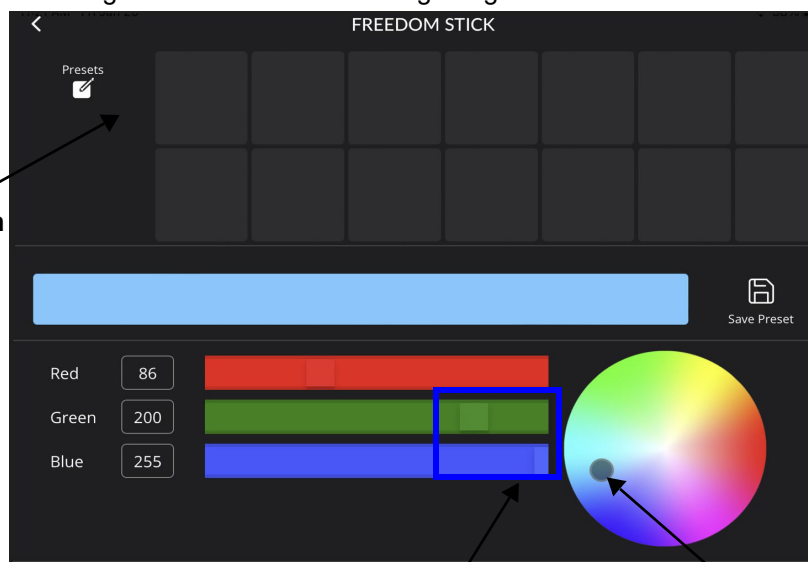 FREEDOM STICK
Presets
Save Preset
Red 86
Green 200
Blue 255